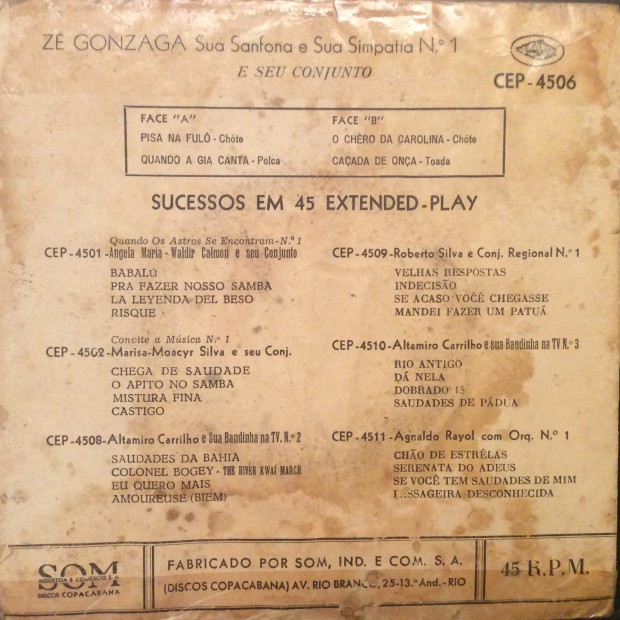 ZÉ GONZAGA Sua Sanfona e Sua Simpatia N.º 1
E SEU CONJUNTO
CEP - 4506
FACE "A"
PISA NA FULÔ - Chóte
QUANDO A GIA CANTA - Polca
FACE "B"
O CHÊRO DA CAROLINA - Chóte
CAÇADA DE ONÇA - Toada
SUCESSOS EM 45 EXTENDED-PLAY
Quando Os Astros Se Encontram - N.º 1
CEP - 4501 - Angela Maria - Waldir Calmon e seu Conjunto
BABALÚ
PRA FAZER NOSSO SAMBA
LA LEYENDA DEL BESO
RISQUE
Convite a Música N.º 1
CEP - 4502 - Marisa - Moacyr Silva e seu Conj.
CHEGA DE SAUDADE
O APITO NO SAMBA
MISTURA FINA
CASTIGO
CEP - 4508 - Altamiro Carrilho e Sua Bandinha na TV. N.º 2
SAUDADES DA BAHIA
COLONEL BOGEY - THE RIVER KWAI MARCH
EU QUERO MAIS
AMOUREUSE (BIEM)
CEP - 4509 - Roberto Silva e Conj. Regional N.º 1
VELHAS RESPOSTAS
INDECISÃO
SE ACASO VOCÊ CHEGASSE
MANDEI FAZER UM PATUÁ
CEP - 4510 - Altamiro Carrilho e sua Bandinha na TV N.º 3
RIO ANTIGO
DÁ NELA
DOBRADO 15
SAUDADES DE PÁDUA
CEP - 4511 - Agnaldo Rayol com Orq. N.º 1
CHÃO DE ESTRÊLAS
SERENATA DO ADEUS
SE VOCÊ TEM SAUDADES DE MIM
DESCONHECIDA
SOM
INDÚSTRIA E COMÉRCIO S.A.
DISCOS COPACABANA
FABRICADO POR SOM, IND. E COM. S. A.
(DISCOS COPACABANA) AV. RIO BRANCO, 25-13.º And. - RIO
45 R.P.M.